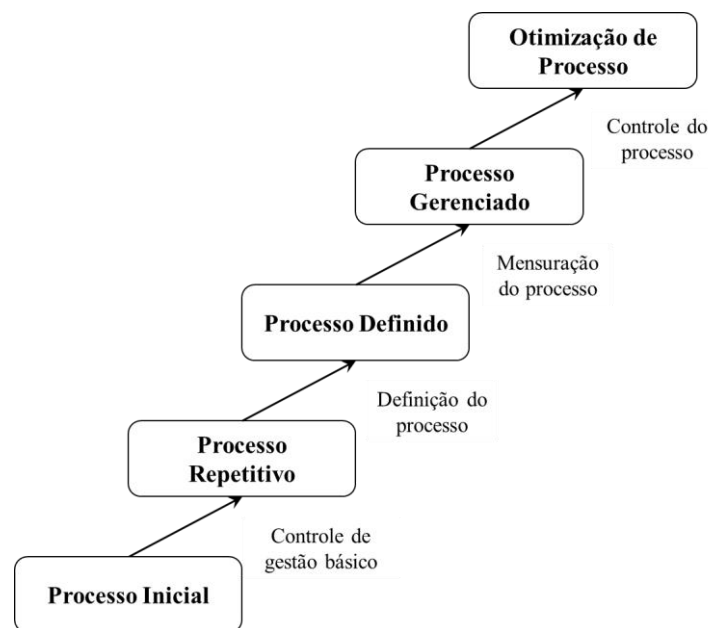 Otimização de
Processo
Controle do
processo
Processo
Gerenciado
Mensuração
do processo
Processo Definido
Definição do
processo
Processo
Repetitivo
Controle de
gestão básico
Processo Inicial